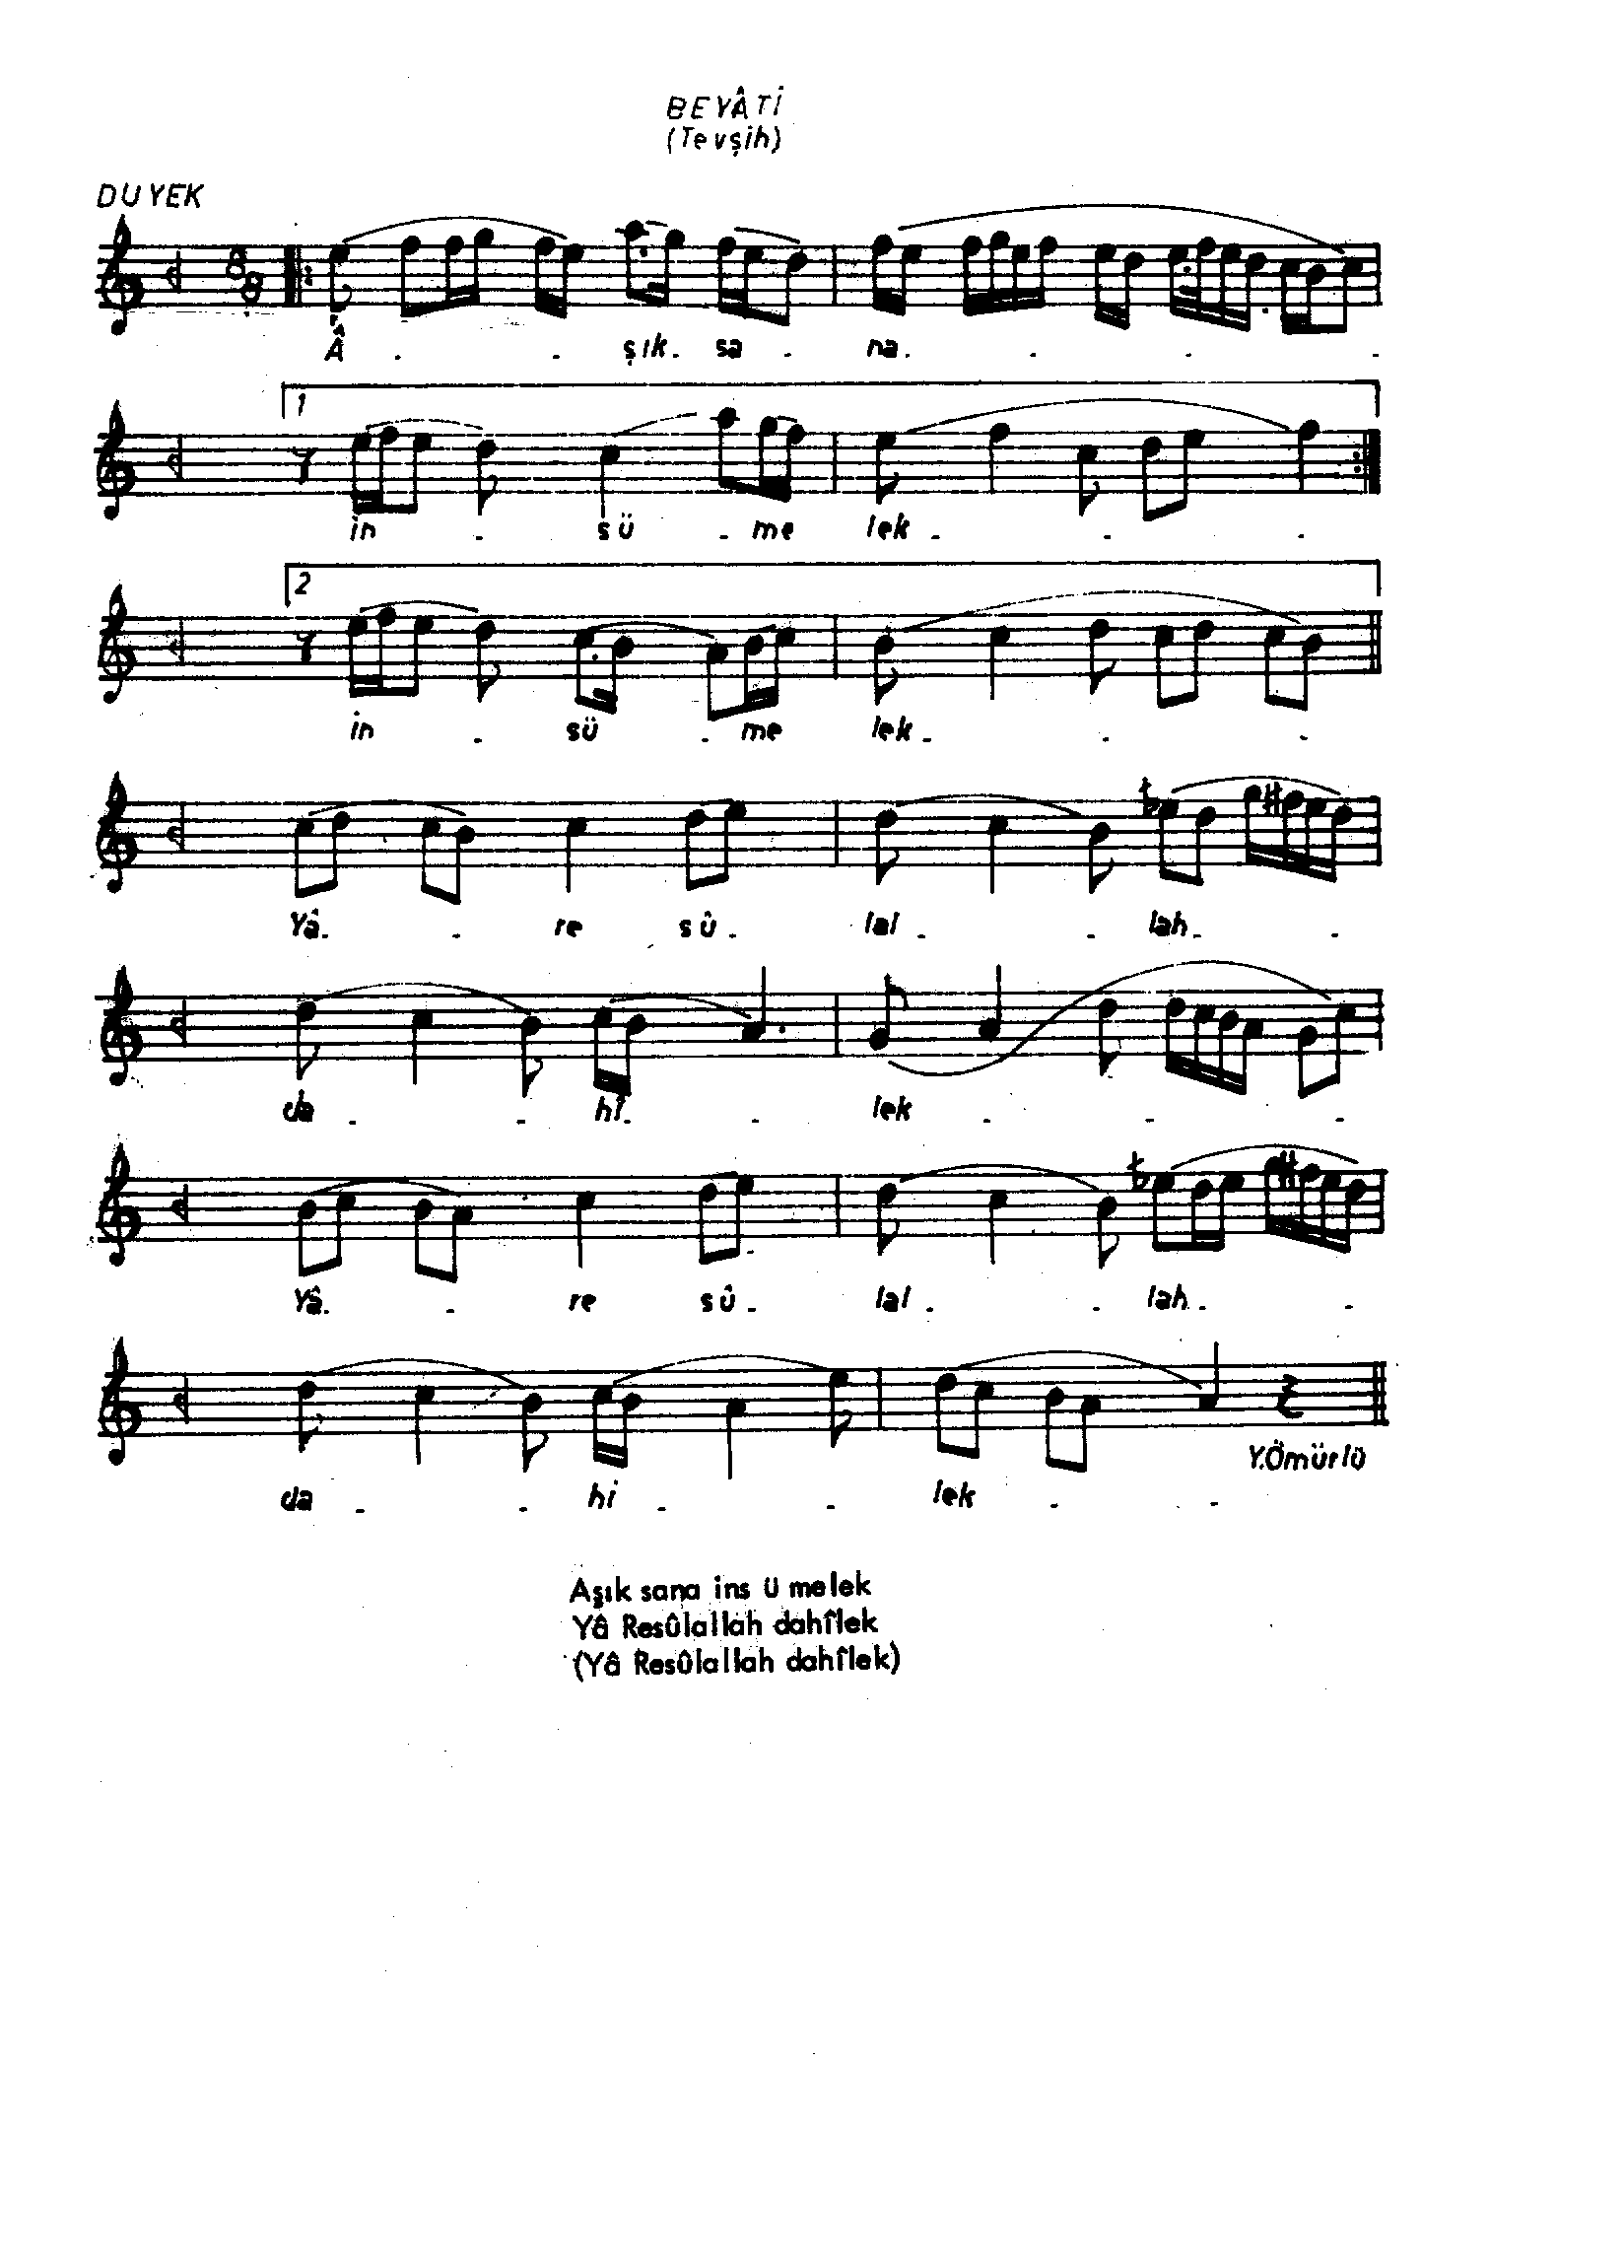 BEYÂTİ
(Tevşih)
DUYEK
8
8
Â . . şık. sa . na. . . .
1
in . sü . me lek . . .
2
in . sü . me lek . . .
Yâ. . re sû . lal . . lah. .
da . . hî. . lek . . .
Yâ. . re sû . lal . . lah. .
Y.Ömürlü
da . . hi . . lek . .
Aşık sana ins ü melek
Yâ Resûlallah dahîlek
(Yâ Resûlallah dahîlek)